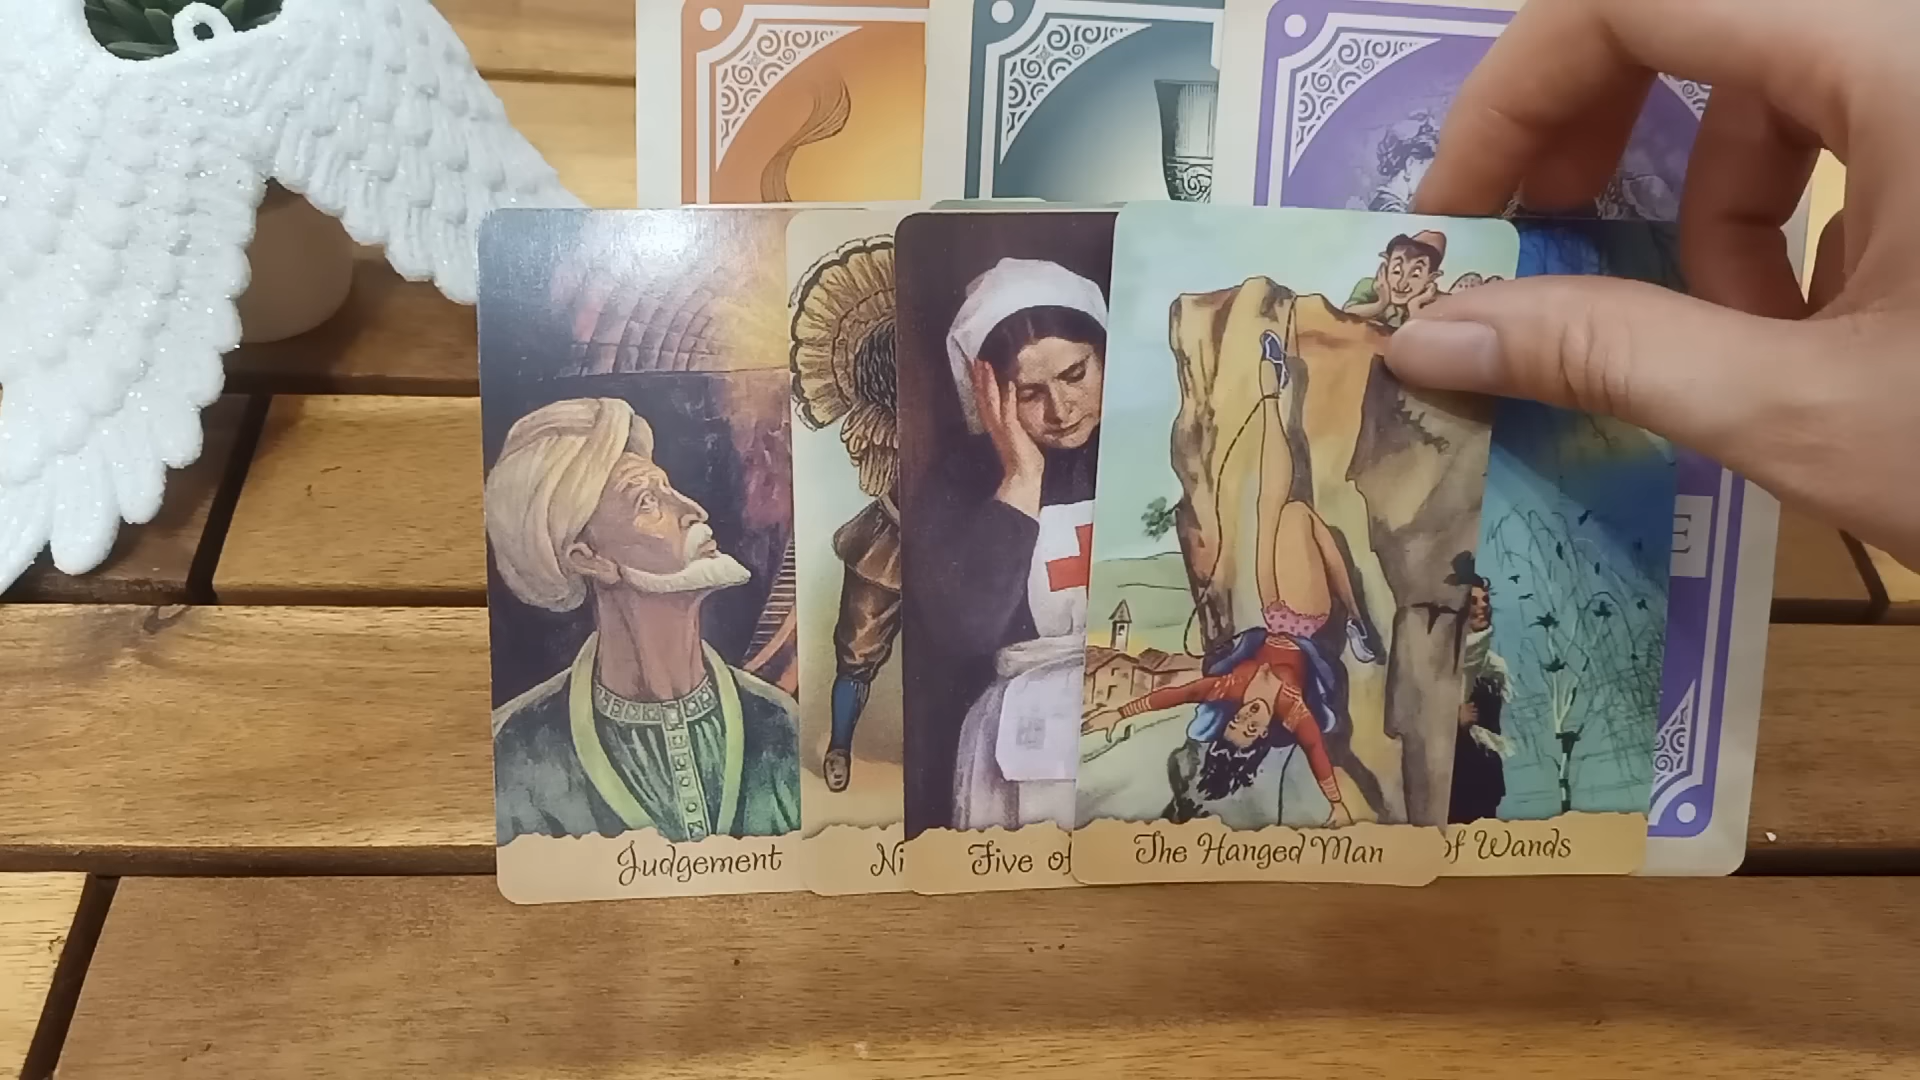 Judgement
Ni
Five of
The Hanged Man
of Wands
E